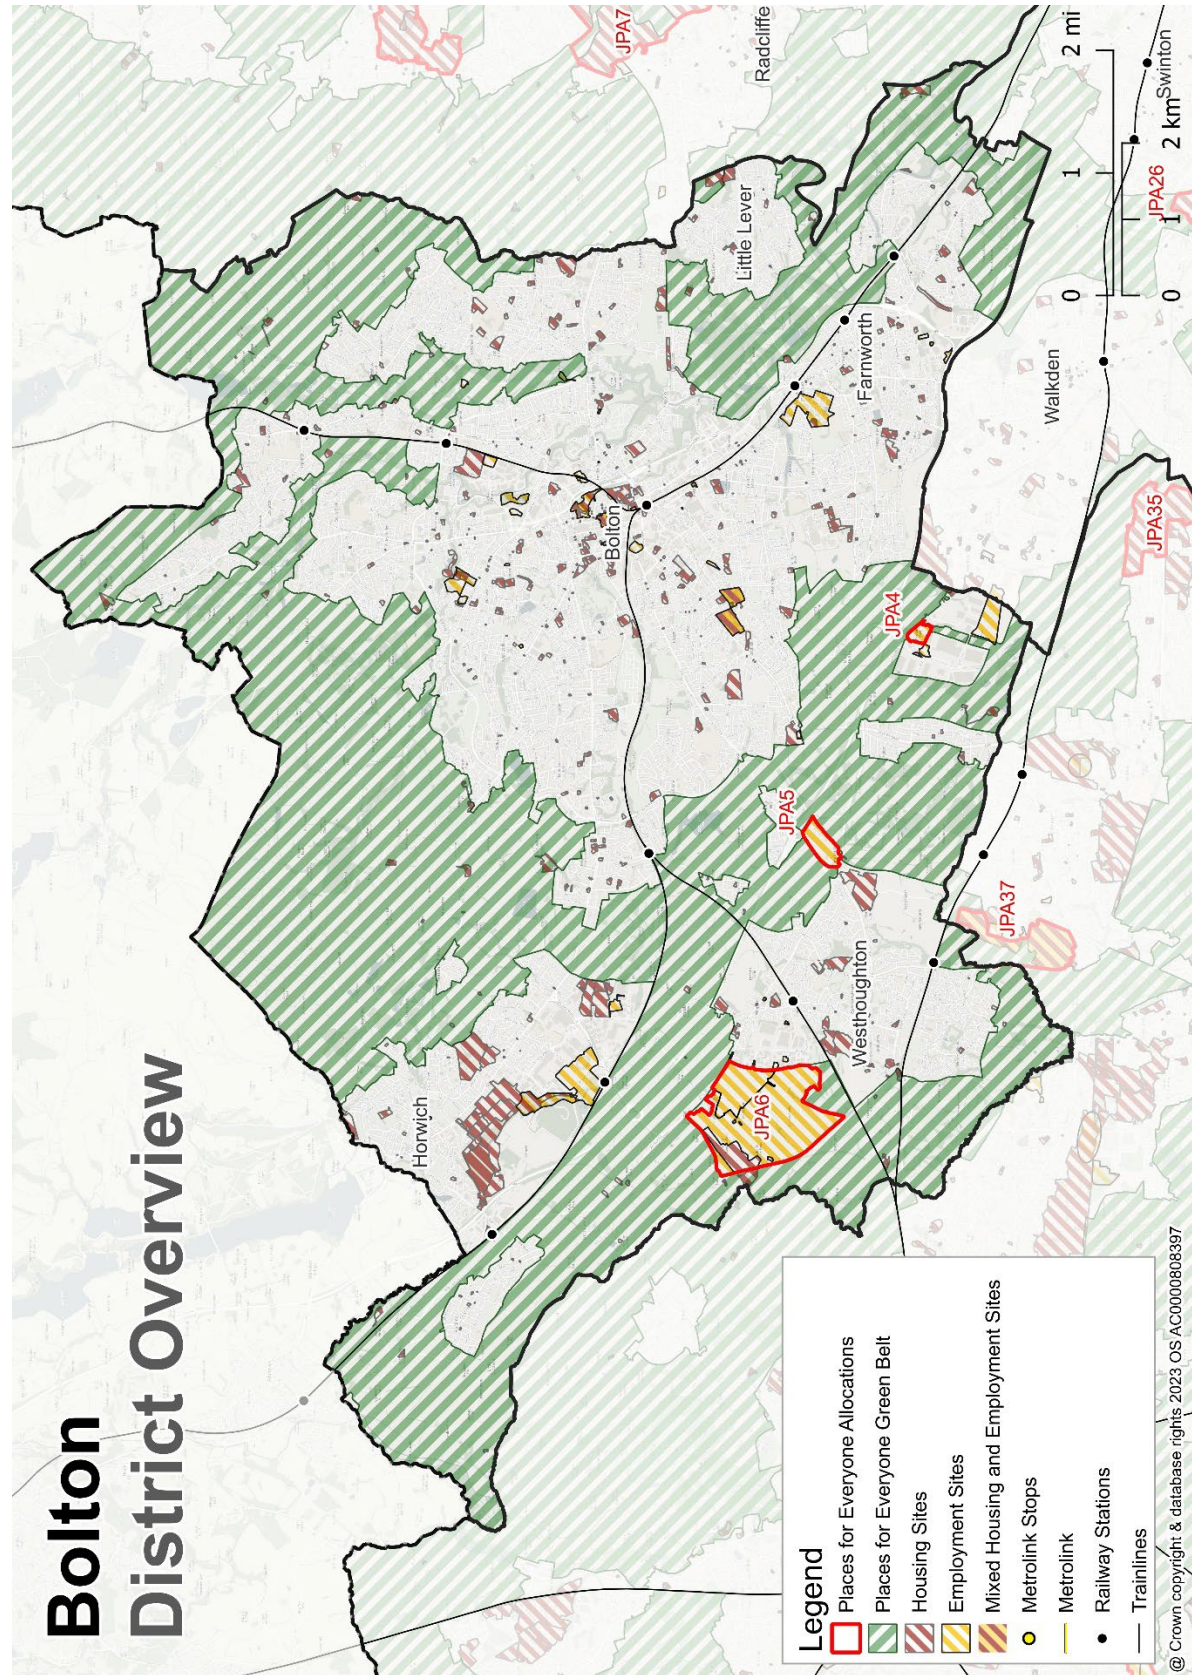 Bolton
District Overview
JPA7
Radcliffe
Little Lever
Horwich
Bolton
Farnworth
Walkden
Swinton
Westhoughton
JPA4
JPA5
JPA6
JPA26
JPA35
JPA37
0 1 2 mi
0 1 2 km
Legend
Places for Everyone Allocations
Places for Everyone Green Belt
Housing Sites
Employment Sites
Mixed Housing and Employment Sites
Metrolink Stops
Metrolink
Railway Stations
Trainlines
@ Crown copyright & database rights 2023 OS AC0000808397